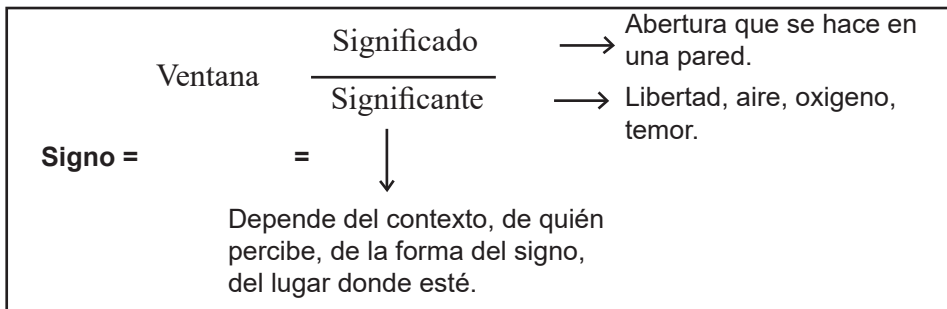 Significado
Abertura que se hace en
una pared.
Ventana
Significante
Libertad, aire, oxigeno,
temor.
Signo = =
Depende del contexto, de quién
percibe, de la forma del signo,
del lugar donde esté.